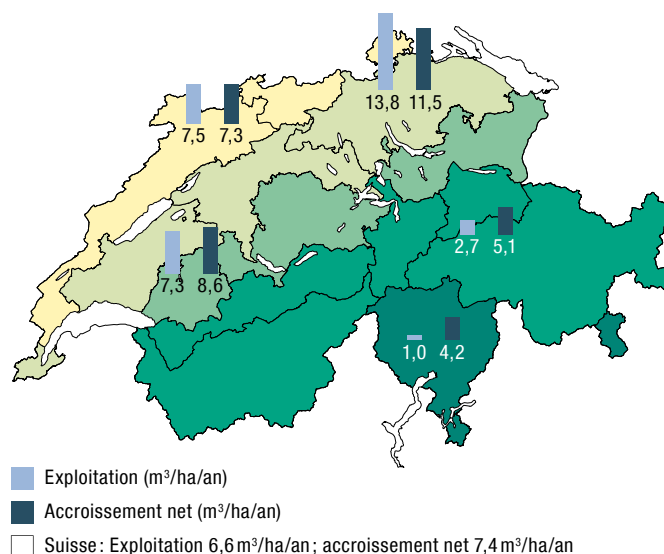 13,8 11,5
7,5 7,3
7,3 8,6
2,7 5,1
1,0 4,2
Exploitation (m³/ha/an)
Accroissement net (m³/ha/an)
Suisse: Exploitation 6,6 m³/ha/an; accroissement net 7,4 m³/ha/an